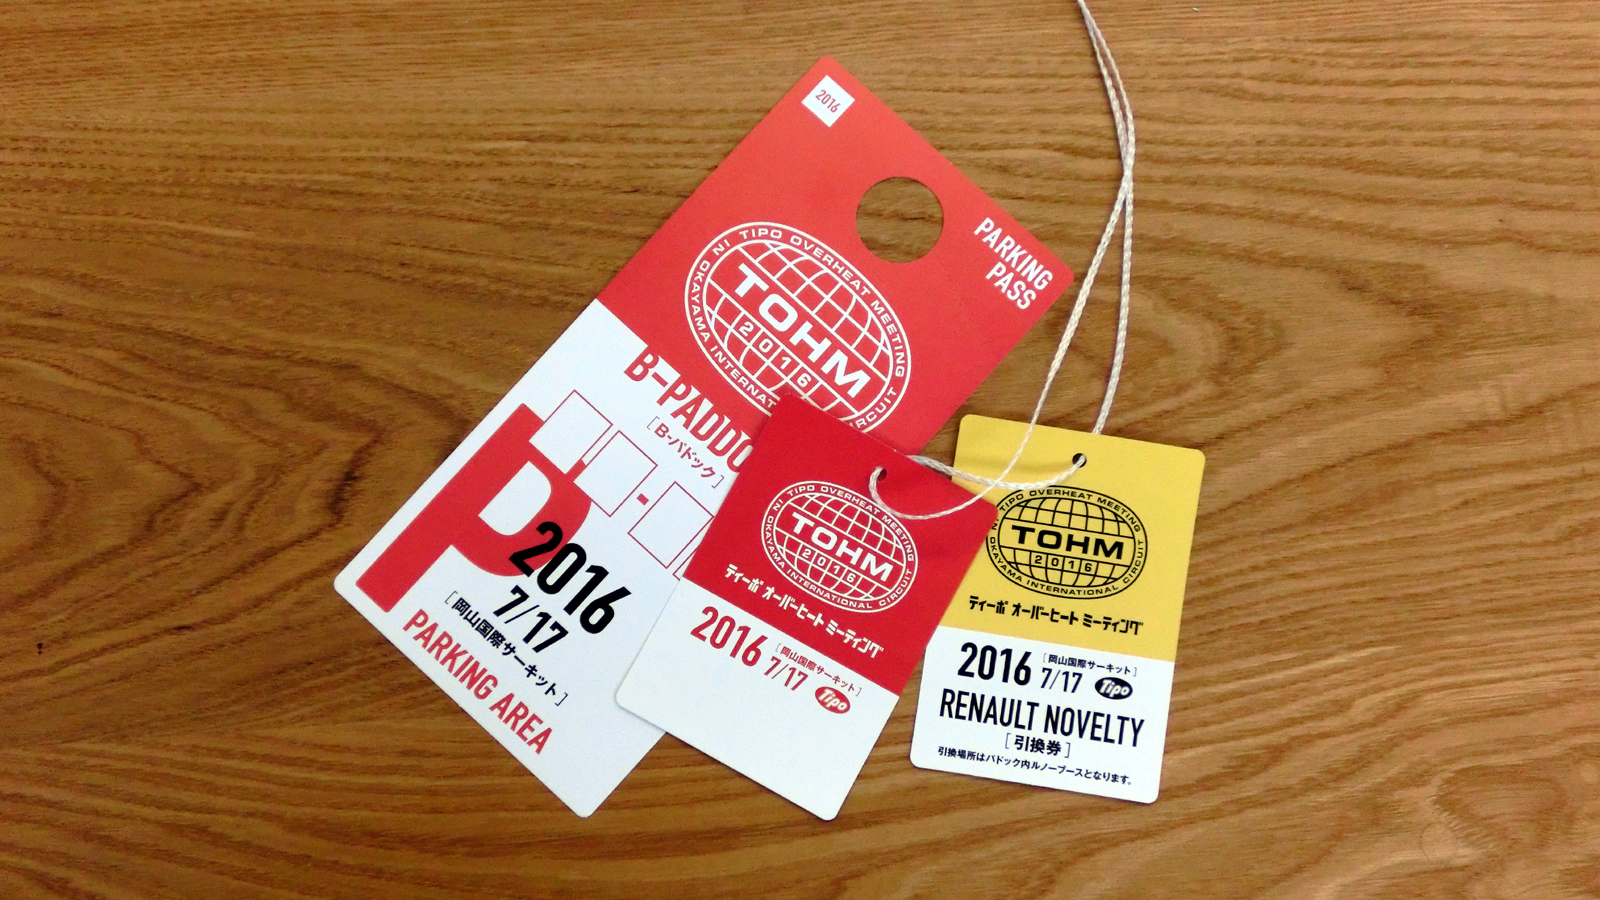 2016
PARKING
PASS
IN TIPO OVERHEAT MEETING
TOHM
2016
OKAYAMA INTERNAT RCUIT
B-PADDO
[B-パドック]
-
P
2016
7/17
[岡山国際サーキット]
PARKING AREA
IN TIPO OVERHEAT MEETING
TOHM
2016
OKAYAMA INTERNATIONAL CIRCUIT
ティーポ オーバーヒート ミーティング
2016 7/17
[岡山国際サーキット]
Tipo
IN TIPO OVERHEAT MEETING
TOHM
2016
OKAYAMA INTERNATIONAL CIRCUIT
ティーポ オーバーヒート ミーティング
2016 7/17
[岡山国際サーキット]
Tipo
RENAULT NOVELTY
[引換券]
引換場所はパドック内ルノーブースとなります。